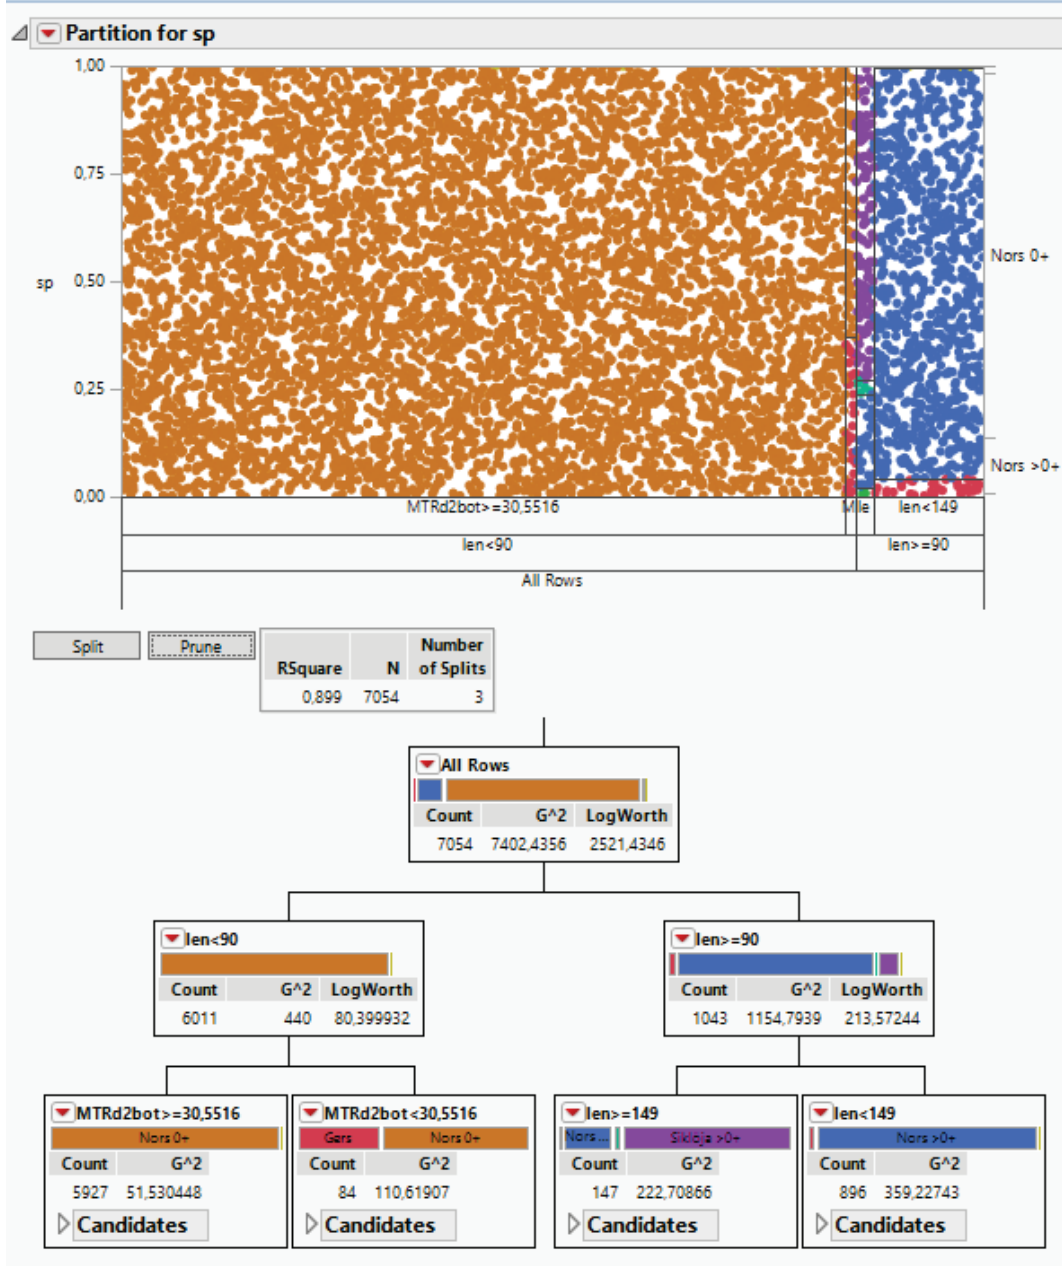 Partition for sp
1,00
0,75
0,50
0,25
0,00
sp
Nors 0+
Nors >0+
MTRd2bot>=30,5516
len<149
len<90
len>=90
All Rows
Split Prune
RSquare N Number of Splits
0,899 7054 3
All Rows
Count G^2 LogWorth
7054 7402,4356 2521,4346
len<90
Count G^2 LogWorth
6011 440 80,399932
len>=90
Count G^2 LogWorth
1043 1154,7939 213,57244
MTRd2bot>=30,5516
Nors 0+
Count G^2
5927 51,530448
Candidates
MTRd2bot<30,5516
Gers Nors 0+
Count G^2
84 110,61907
Candidates
len>=149
Nors ... Siklöja >0+
Count G^2
147 222,70866
Candidates
len<149
Nors >0+
Count G^2
896 359,22743
Candidates